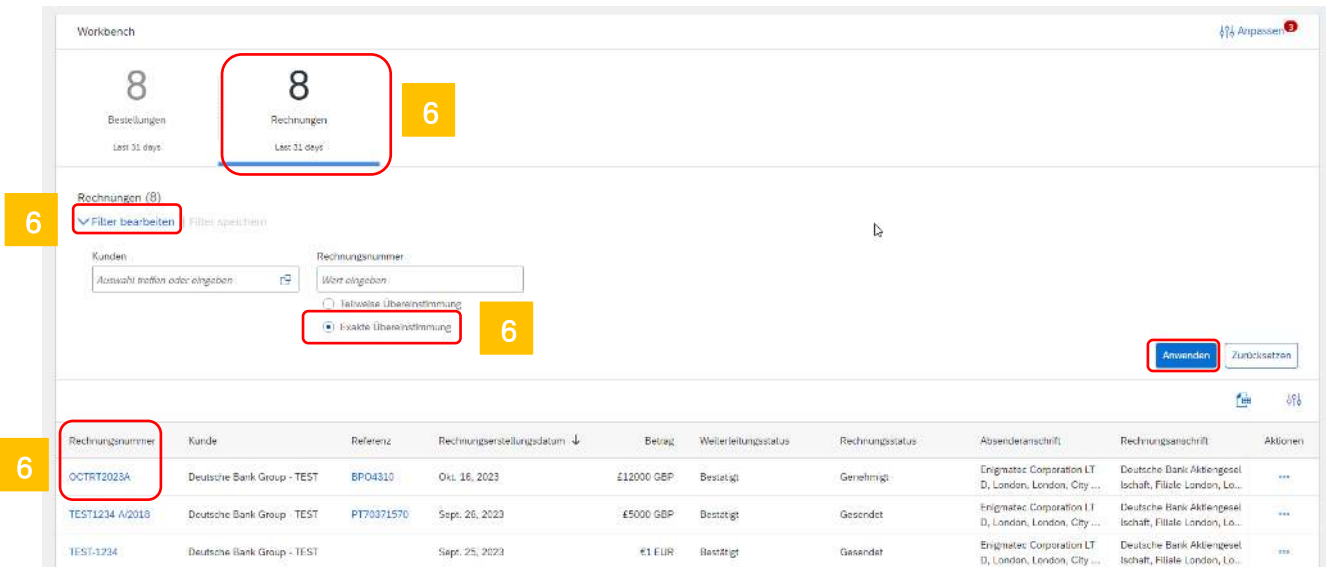 Workbench
Anpassen 3
8
8
6
Bestellungen
Rechnungen
Last 31 days
Last 31 days
Rechnungen (8)
6
Filter bearbeiten | Filter speichern
Kunden
Rechnungsnummer
Auswahl treffen oder eingeben
Wert eingeben
Teilweise Übereinstimmung
Exakte Übereinstimmung
6
Anwenden
Zurücksetzen
Rechnungsnummer Kunde Referenz Rechnungserstellungsdatum ↓ Betrag Weiterleitungsstatus Rechnungsstatus Absenderanschrift Rechnungsanschrift Aktionen
6
OCTRT2023A Deutsche Bank Group - TEST BPO4310 Okt. 16, 2023 £12000 GBP Bestätigt Genehmigt Enigmatec Corporation LT Deutsche Bank Aktiengesel ...
D, London, London, City ... lschaft, Filiale London, Lo...
TEST1234-A/2018 Deutsche Bank Group - TEST PT70371570 Sept. 26, 2023 £5000 GBP Bestätigt Gesendet Enigmatec Corporation LT Deutsche Bank Aktiengesel ...
D, London, London, City ... lschaft, Filiale London, Lo...
TEST-1234 Deutsche Bank Group - TEST Sept. 25, 2023 €1 EUR Bestätigt Gesendet Enigmatec Corporation LT Deutsche Bank Aktiengesel ...
D, London, London, City ... lschaft, Filiale London, Lo...